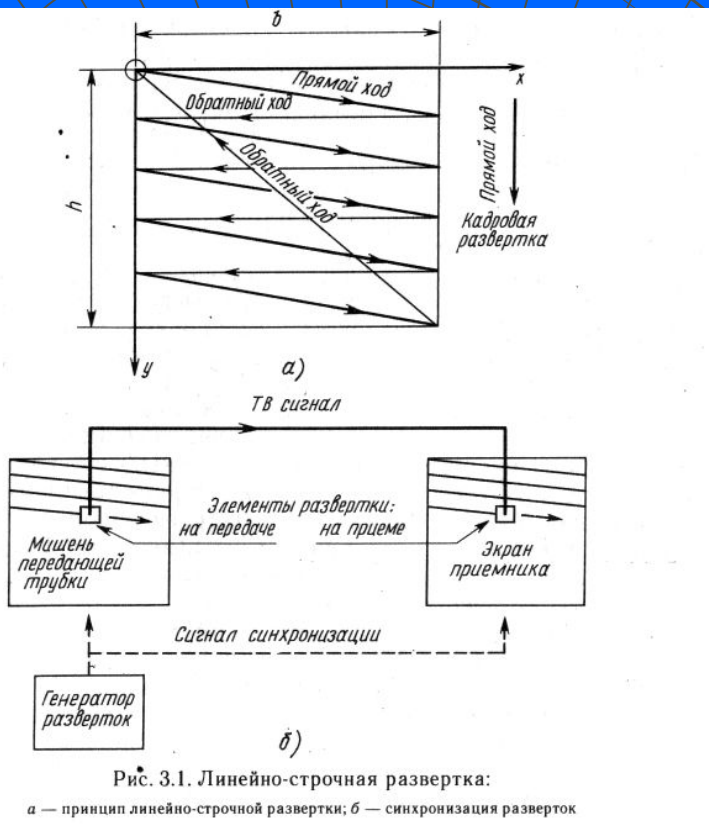 b
x
Прямой ход
Обратный ход
Обратный ход
h
Прямой ход
Кадровая
развертка
y
а)
ТВ сигнал
Элементы развертки:
на передаче на приеме
Мишень
передающей
трубки
Экран
приемника
Сигнал синхронизации
Генератор
разверток
б)
Рис. 3.1. Линейно-строчная развертка:
а — принцип линейно-строчной развертки; б — синхронизация разверток